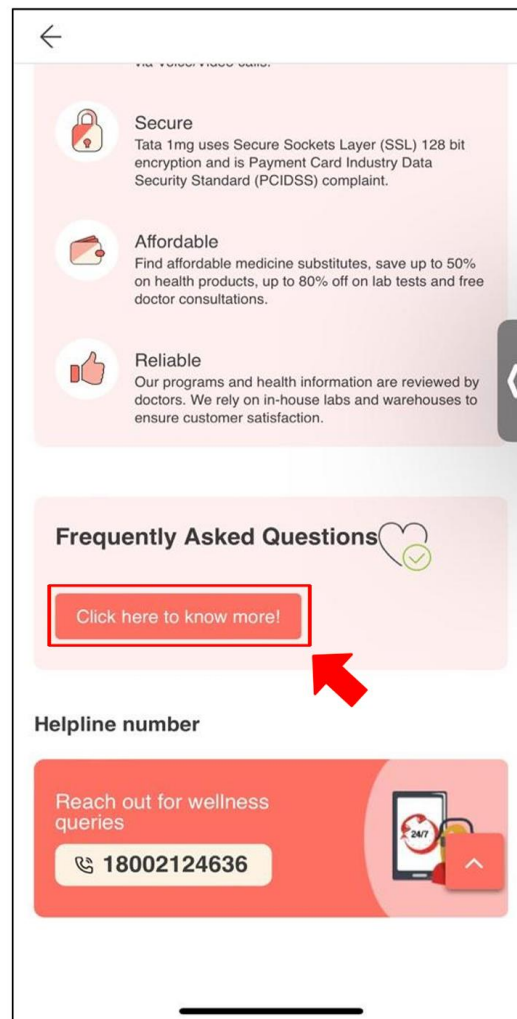 via Voice/Video calls.
Secure
Tata 1mg uses Secure Sockets Layer (SSL) 128 bit
encryption and is Payment Card Industry Data
Security Standard (PCIDSS) complaint.
Affordable
Find affordable medicine substitutes, save up to 50%
on health products, up to 80% off on lab tests and free
doctor consultations.
Reliable
Our programs and health information are reviewed by
doctors. We rely on in-house labs and warehouses to
ensure customer satisfaction.
Frequently Asked Questions
Click here to know more!
Helpline number
Reach out for wellness
queries
24/7
18002124636